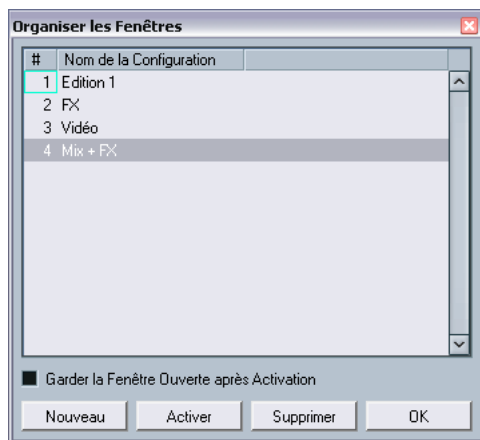 Organiser les Fenêtres
# Nom de la Configuration
1 Edition 1
2 FX
3 Vidéo
4 Mix + FX
Garder la Fenêtre Ouverte après Activation
Nouveau Activer Supprimer OK